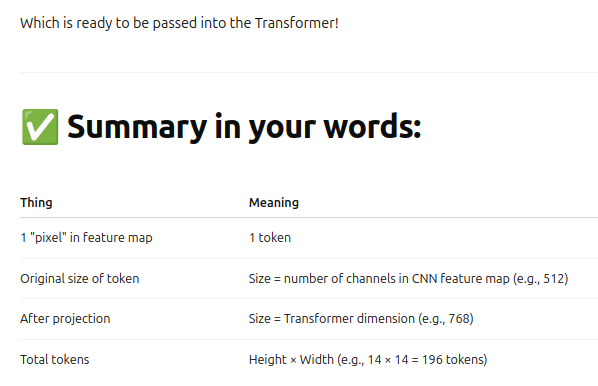 Which is ready to be passed into the Transformer!
✅ Summary in your words:
Thing Meaning
1 "pixel" in feature map 1 token
Original size of token Size = number of channels in CNN feature map (e.g., 512)
After projection Size = Transformer dimension (e.g., 768)
Total tokens Height × Width (e.g., 14 × 14 = 196 tokens)